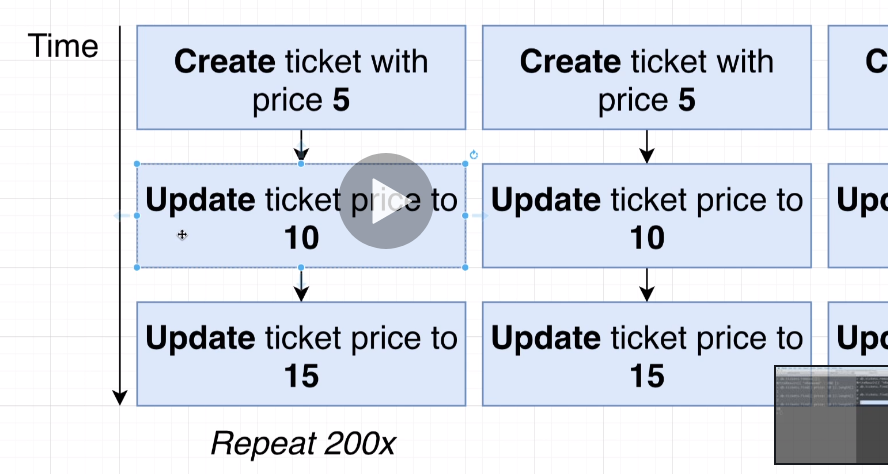 Time
Create ticket with
price 5
Create ticket with
price 5
C
Update ticket price to
10
Update ticket price to
10
Upd
Update ticket price to
15
Update ticket price to
15
Upd
Repeat 200x